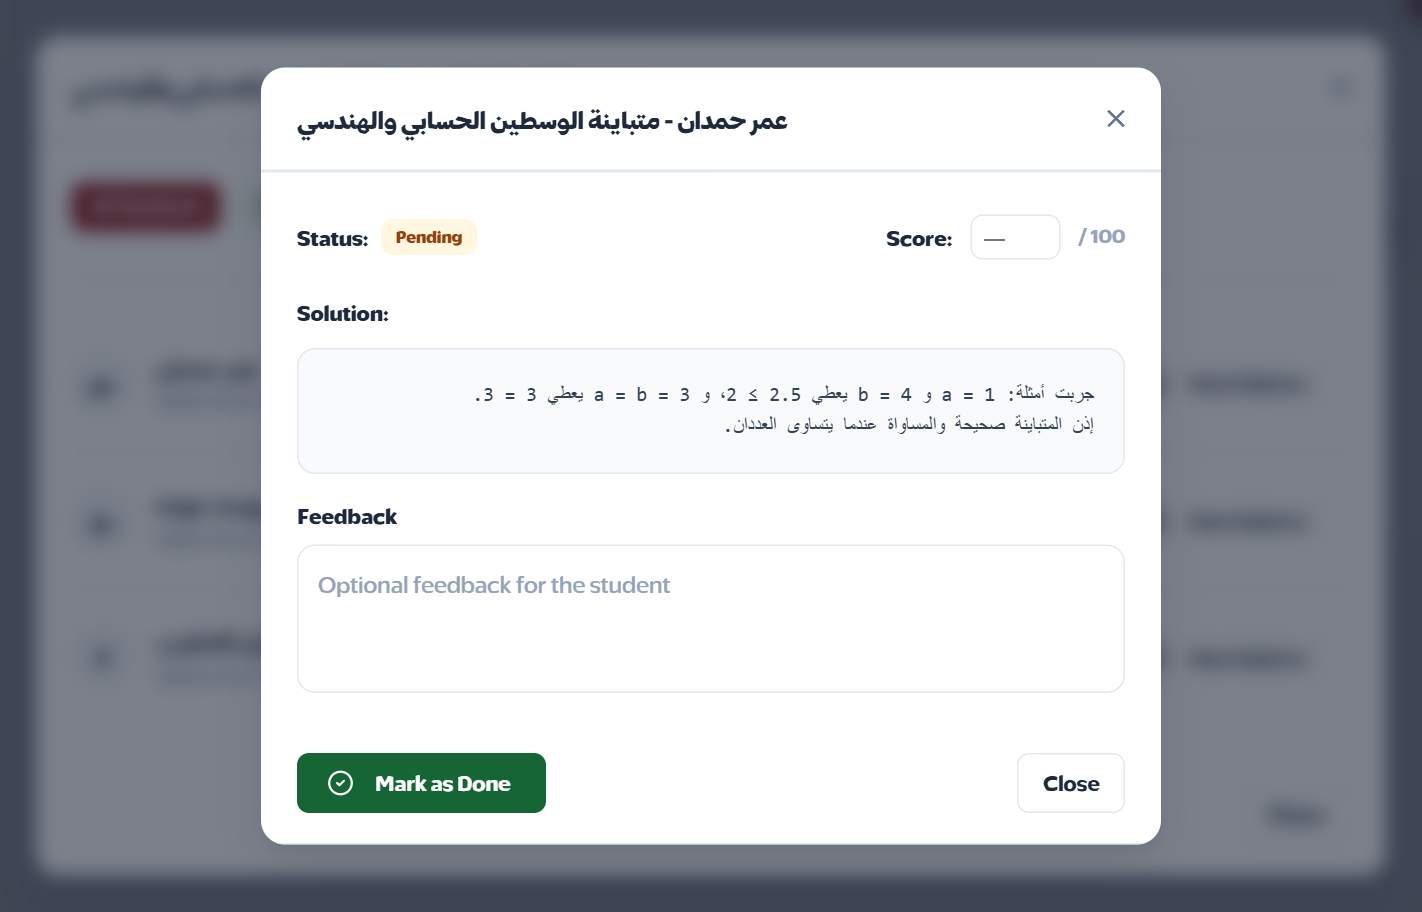 عمر حمدان - متباينة الوسطين الحسابي والهندسي
Status: Pending
Score: — / 100
Solution:
جربت أمثلة: a = 1 و b = 4 يعطي 2.5 ≥ 2، و a = b = 3 يعطي 3 = 3.
إذن المتباينة صحيحة والمساواة عندما يتساوى العددان.
Feedback
Optional feedback for the student
Mark as Done
Close